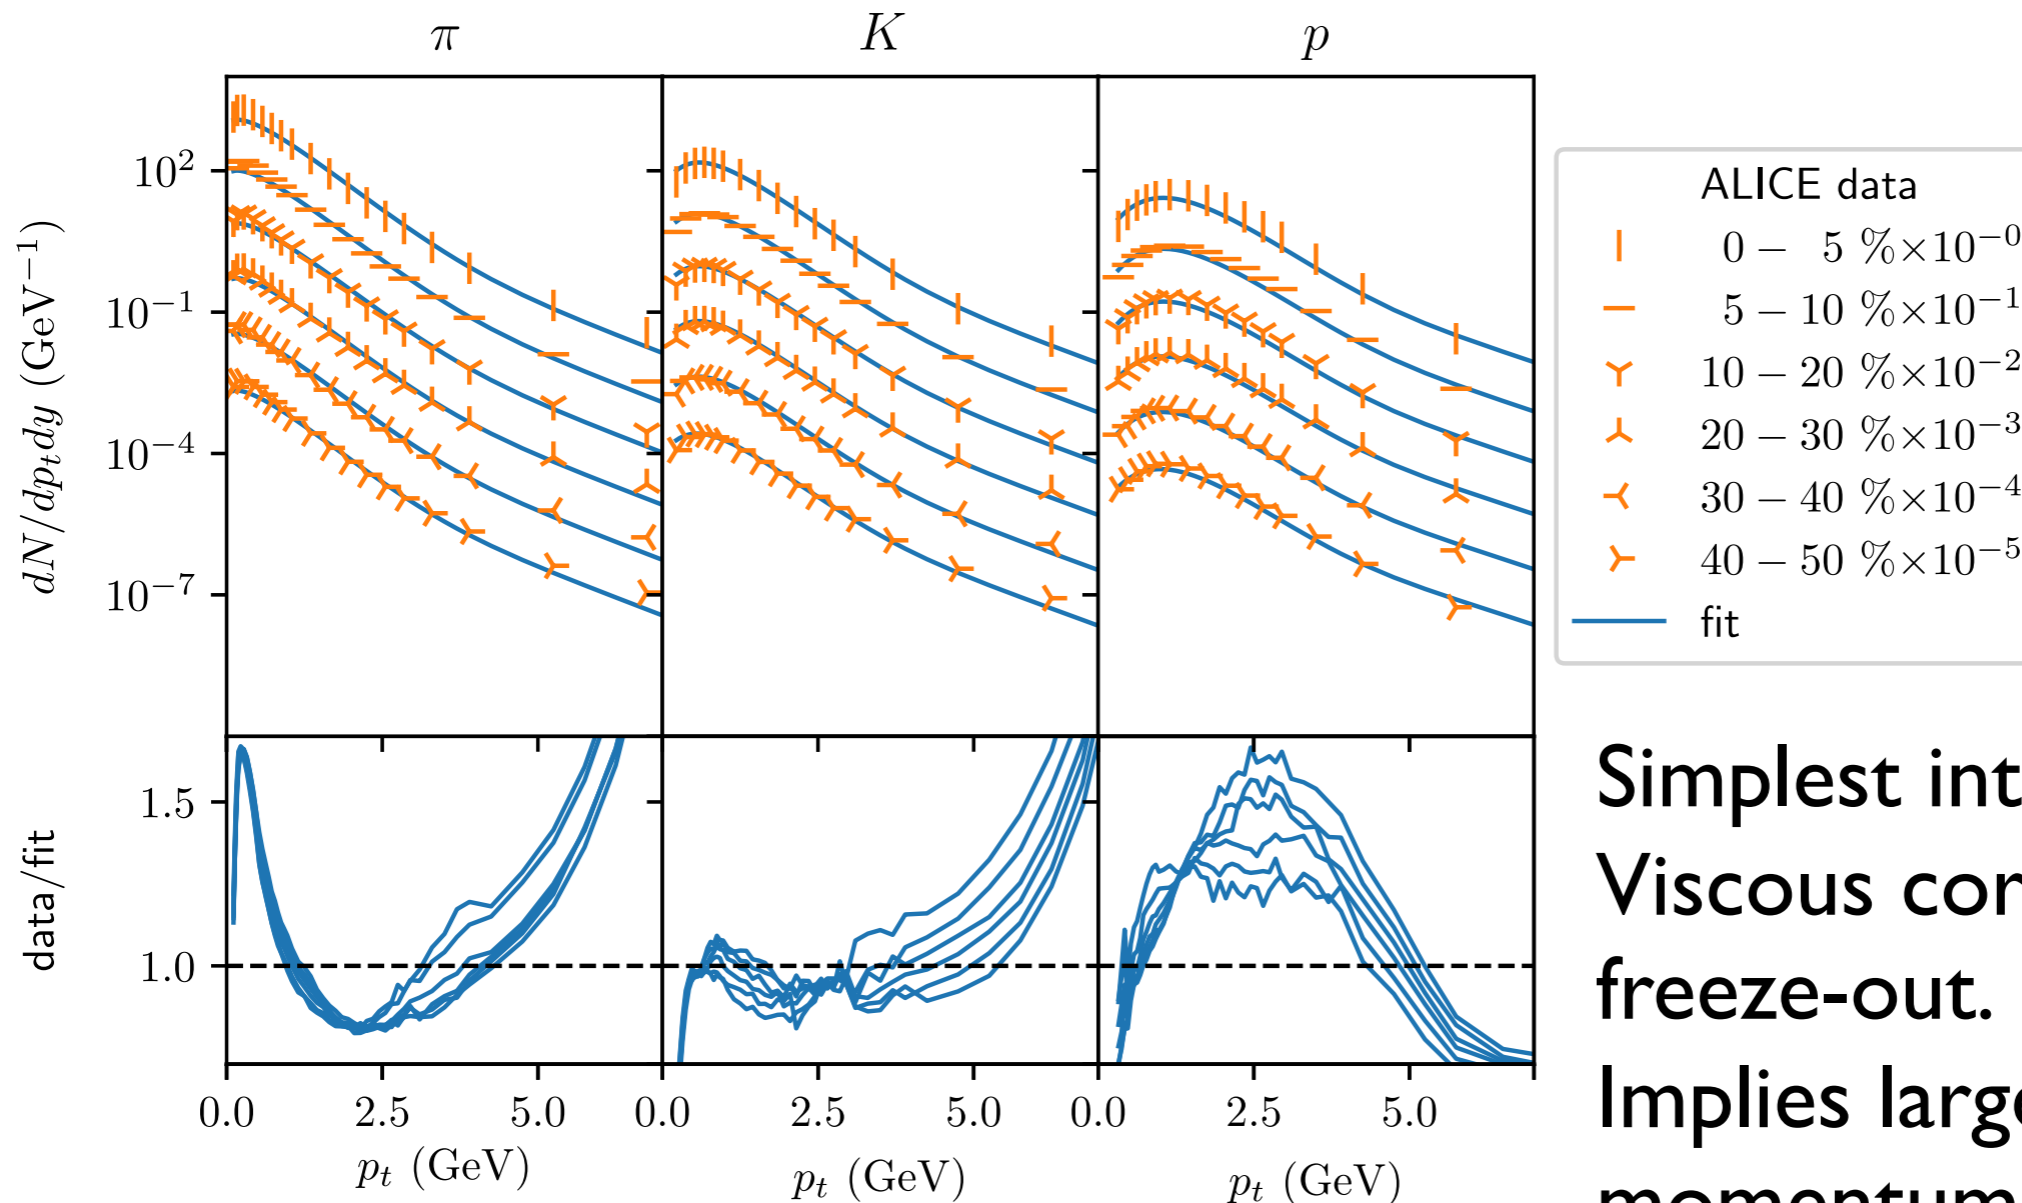 π K p
10² 
10⁻¹
10⁻⁴
10⁻⁷
dN/dp_t dy (GeV⁻¹)
1.5
1.0
data/fit
0.0 2.5 5.0 0.0 2.5 5.0 0.0 2.5 5.0
p_t (GeV) p_t (GeV) p_t (GeV)
ALICE data
0 − 5 %×10⁻⁰
5 − 10 %×10⁻¹
10 − 20 %×10⁻²
20 − 30 %×10⁻³
30 − 40 %×10⁻⁴
40 − 50 %×10⁻⁵
fit
Simplest int
Viscous cor
freeze-out.
Implies large
momentum